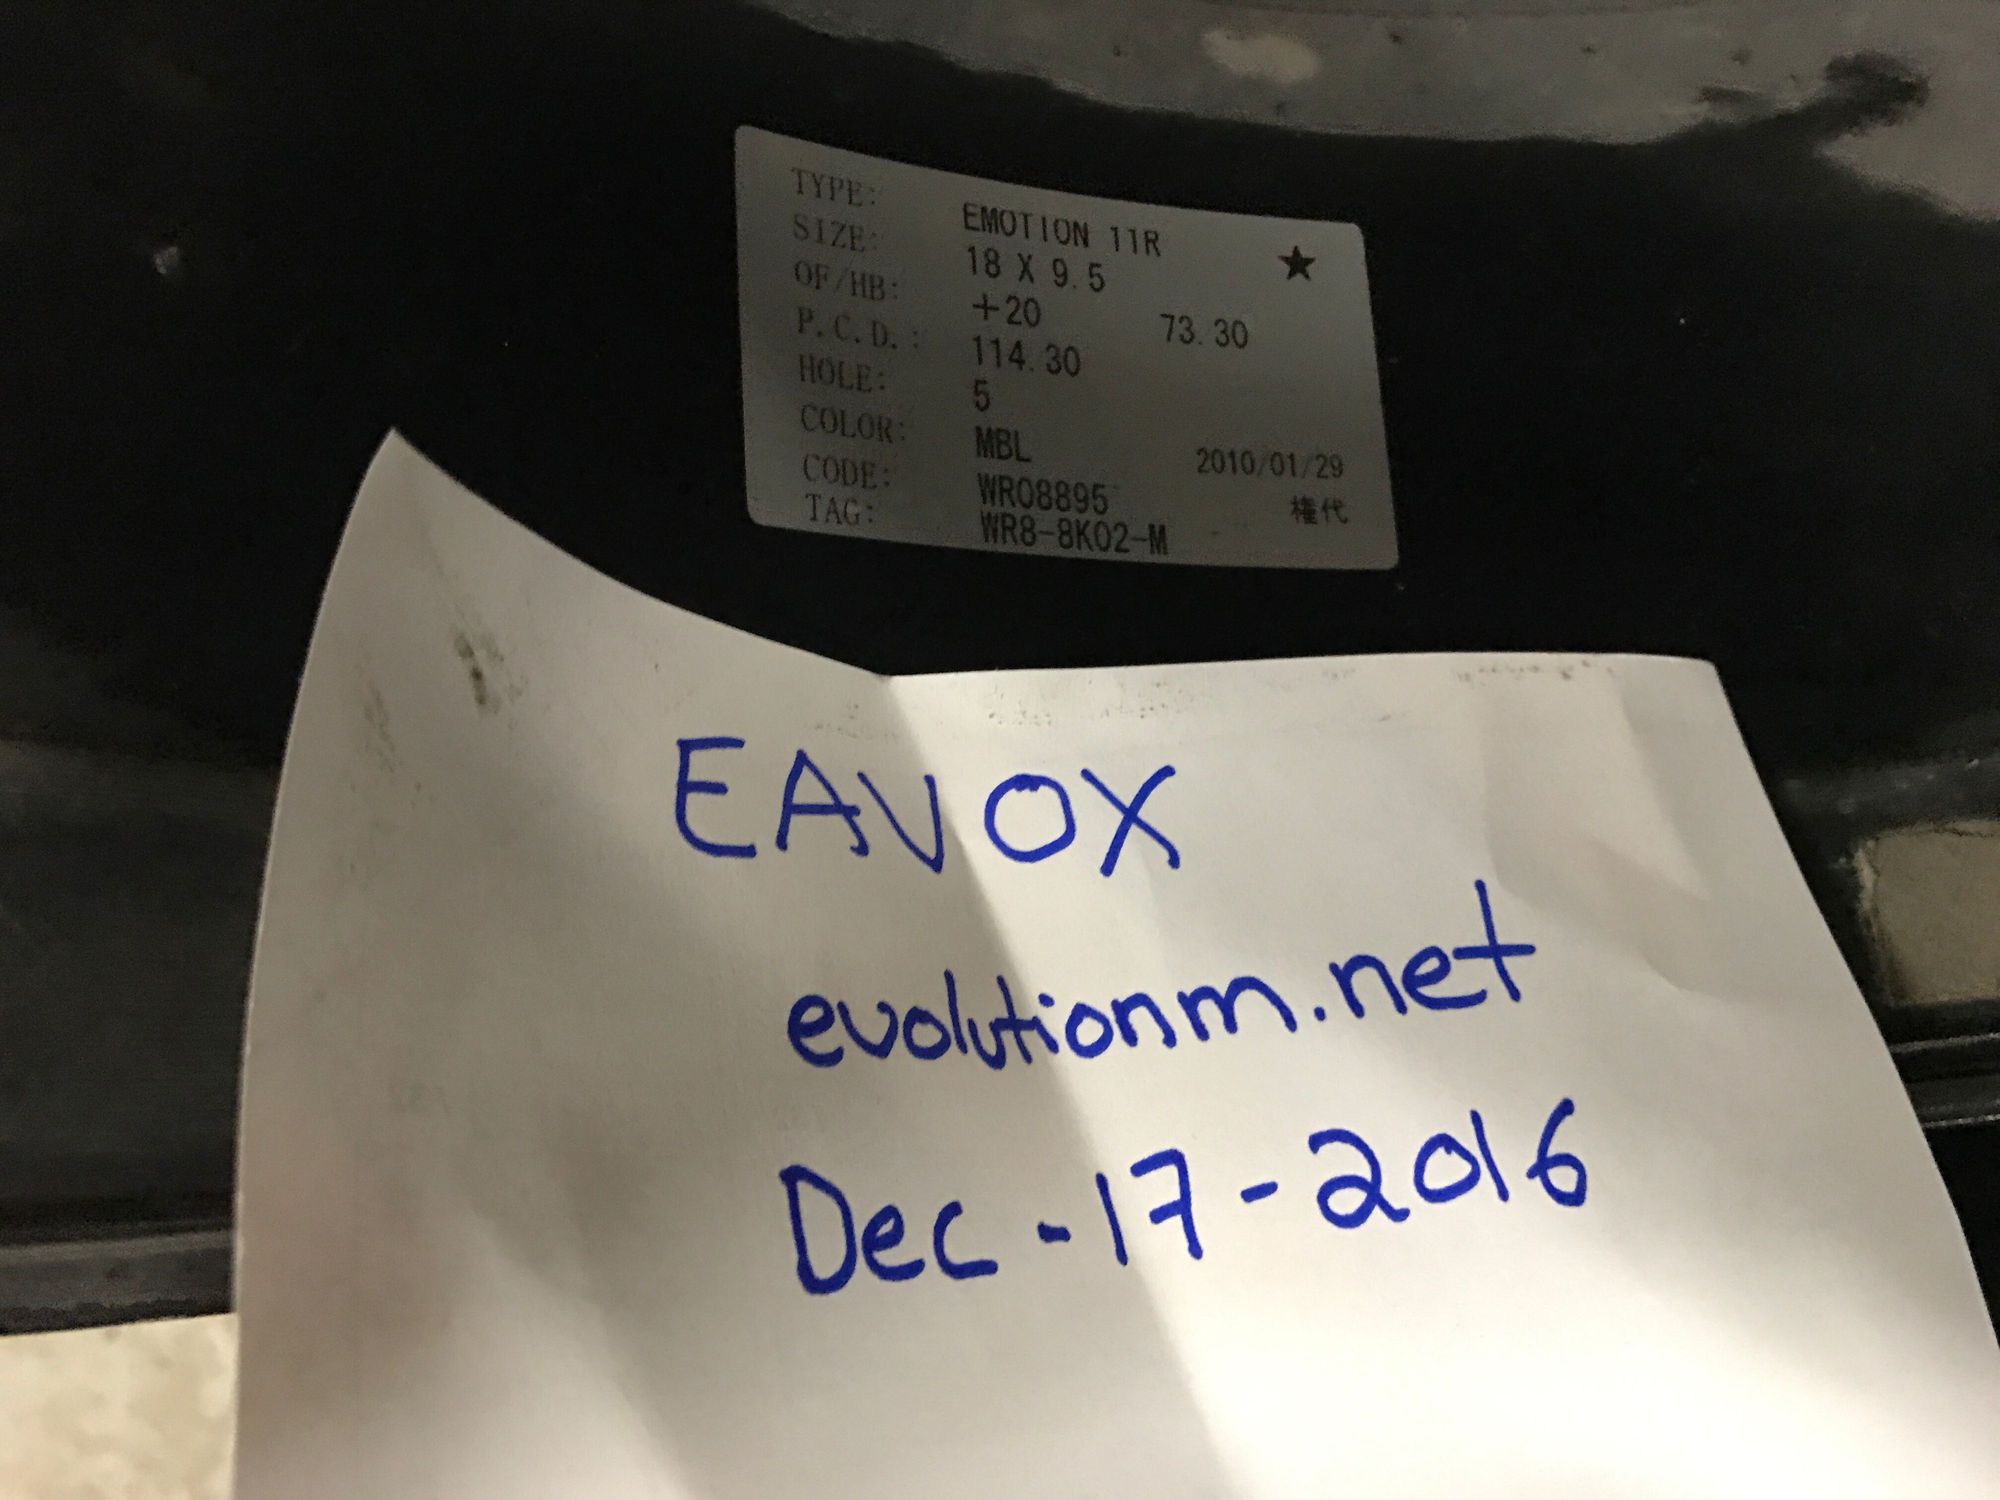 TYPE: EMOTION 11R
SIZE: 18 X 9.5 ★
OF/HB: +20 73.30
P.C.D.: 114.30
HOLE: 5
COLOR: MBL 2010/01/29
CODE: WR08895 権代
TAG: WR8-8K02-M
EAVOX
evolutionm.net
Dec-17-2016